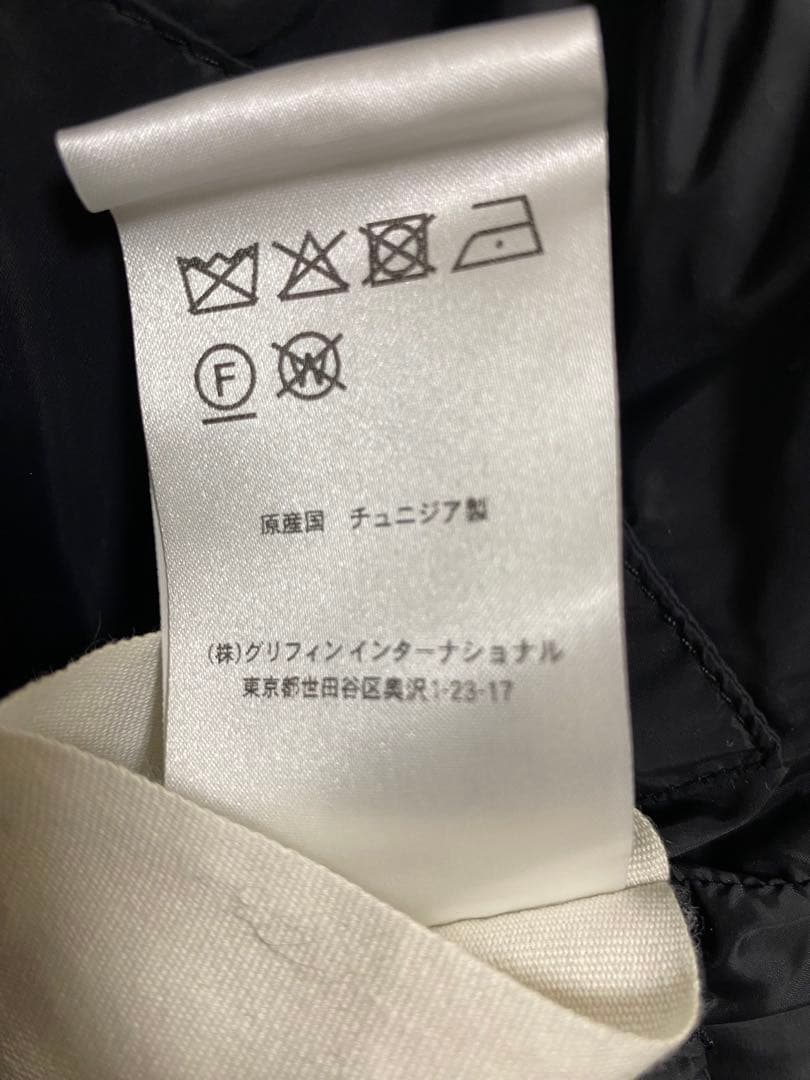 F
W
原産国 チュニジア製
(株)グリフィンインターナショナル
東京都世田谷区奥沢1-23-17